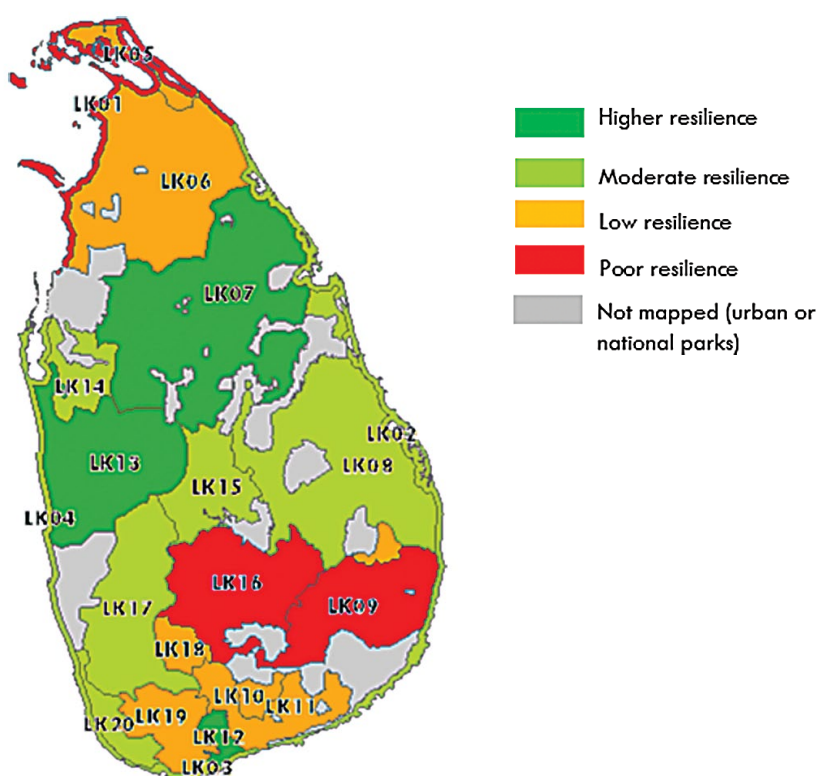 LK05
LK01
LK06
LK07
LK14
LK02
LK13
LK08
LK15
LK04
LK16
LK17
LK09
LK18
LK10
LK11
LK20
LK19
LK12
LK03
Higher resilience
Moderate resilience
Low resilience
Poor resilience
Not mapped (urban or
national parks)